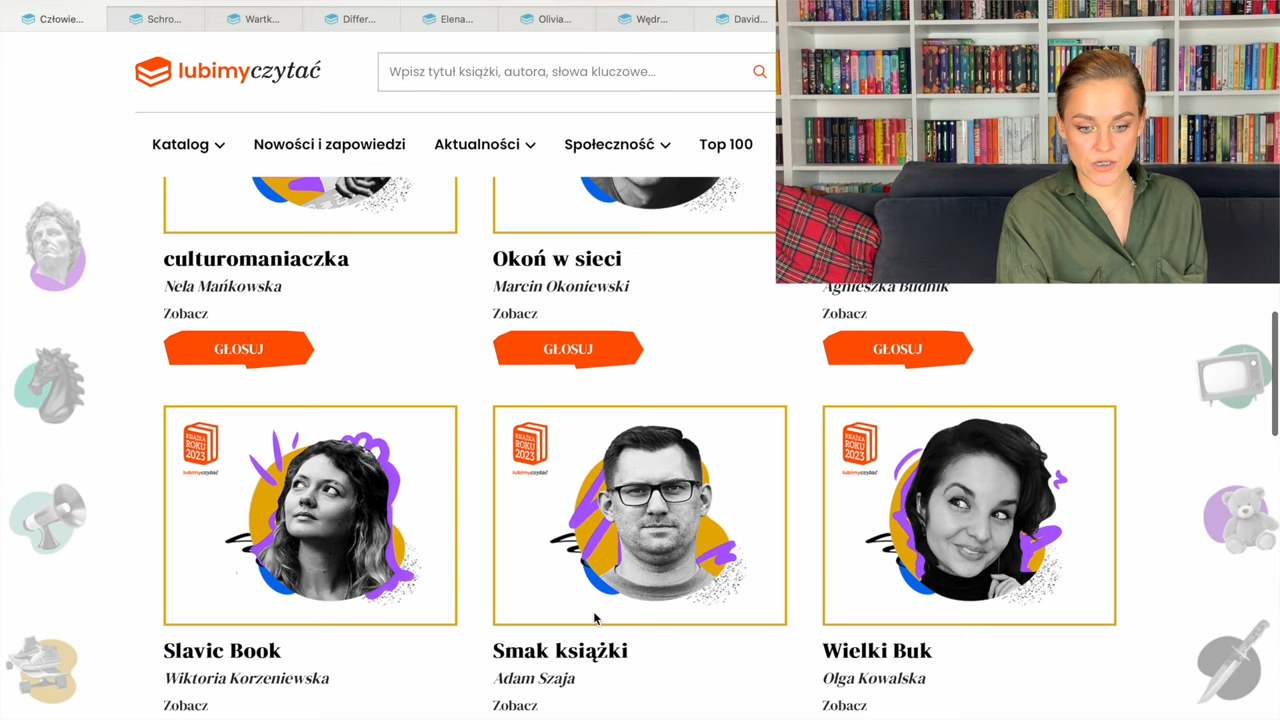 Człowie...
Schro...
Wartk...
Differ...
Elena...
Olivia...
Wędr...
David...
lubimyczytać
Wpisz tytuł książki, autora, słowa kluczowe...
Katalog
Nowości i zapowiedzi
Aktualności
Społeczność
Top 100
culturomaniaczka
Okoń w sieci
Nela Mańkowska
Marcin Okoniewski
Agnieszka Budnik
Zobacz
Zobacz
GŁOSUJ
GŁOSUJ
GŁOSUJ
KSIĄŻKA
ROKU
2023
lubimyczytać
KSIĄŻKA
ROKU
2023
lubimyczytać
KSIĄŻKA
ROKU
2023
lubimyczytać
Slavic Book
Smak książki
Wielki Buk
Wiktoria Korzeniewska
Adam Szaja
Olga Kowalska
Zobacz
Zobacz
Zobacz